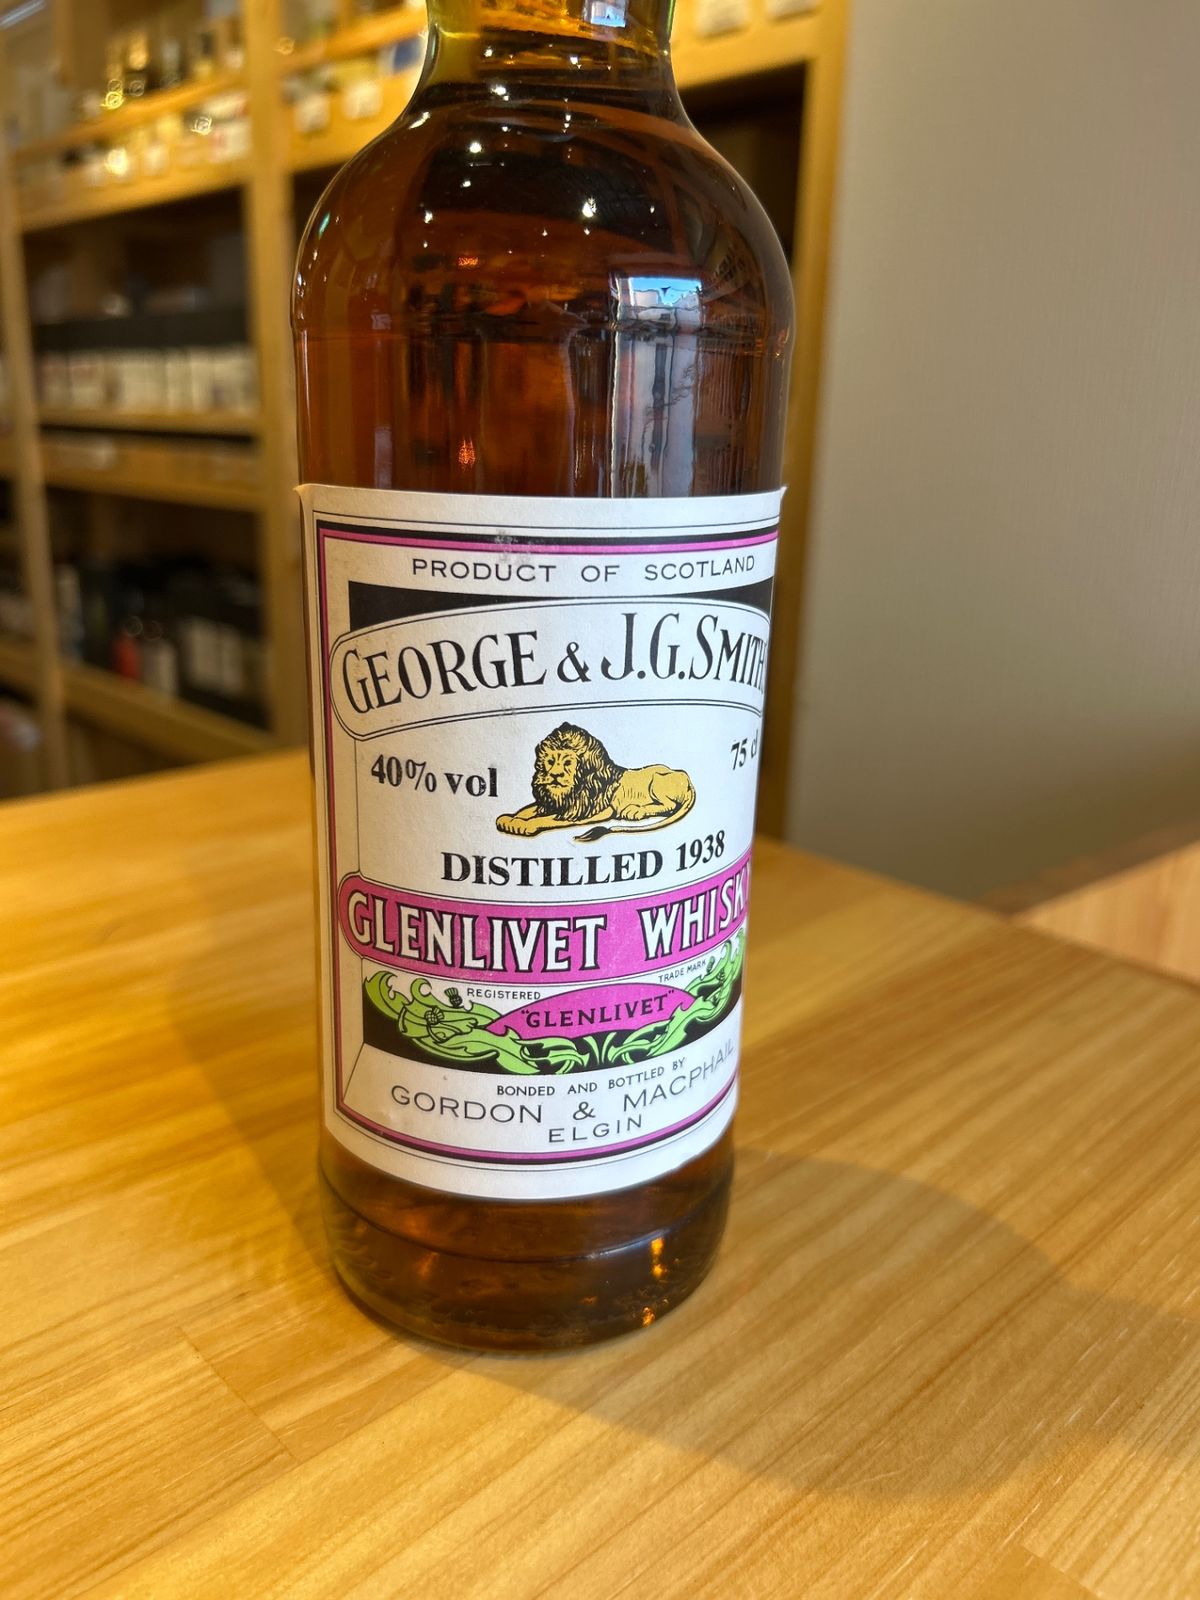 PRODUCT OF SCOTLAND
GEORGE & J.G. SMITH'S
40% vol
75 cl
DISTILLED 1938
GLENLIVET WHISKY
REGISTERED TRADE MARK
"GLENLIVET"
BONDED AND BOTTLED BY
GORDON & MACPHAIL
ELGIN